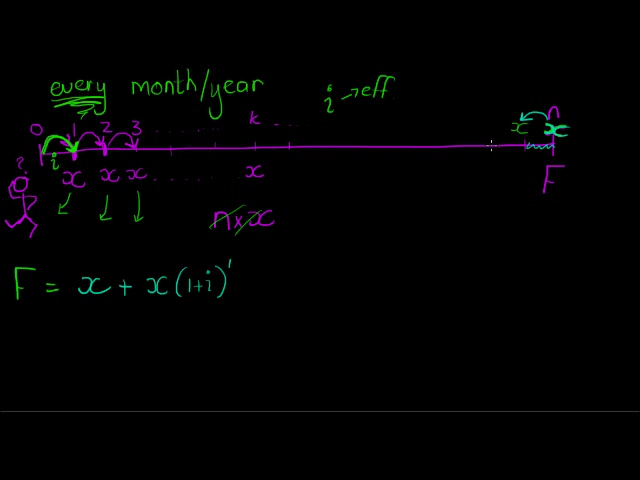 every month/year i → eff
0 1 2 3 ........ k ... x n
i x x x ........ x F
?
n x x
F = x + x(1+i)'